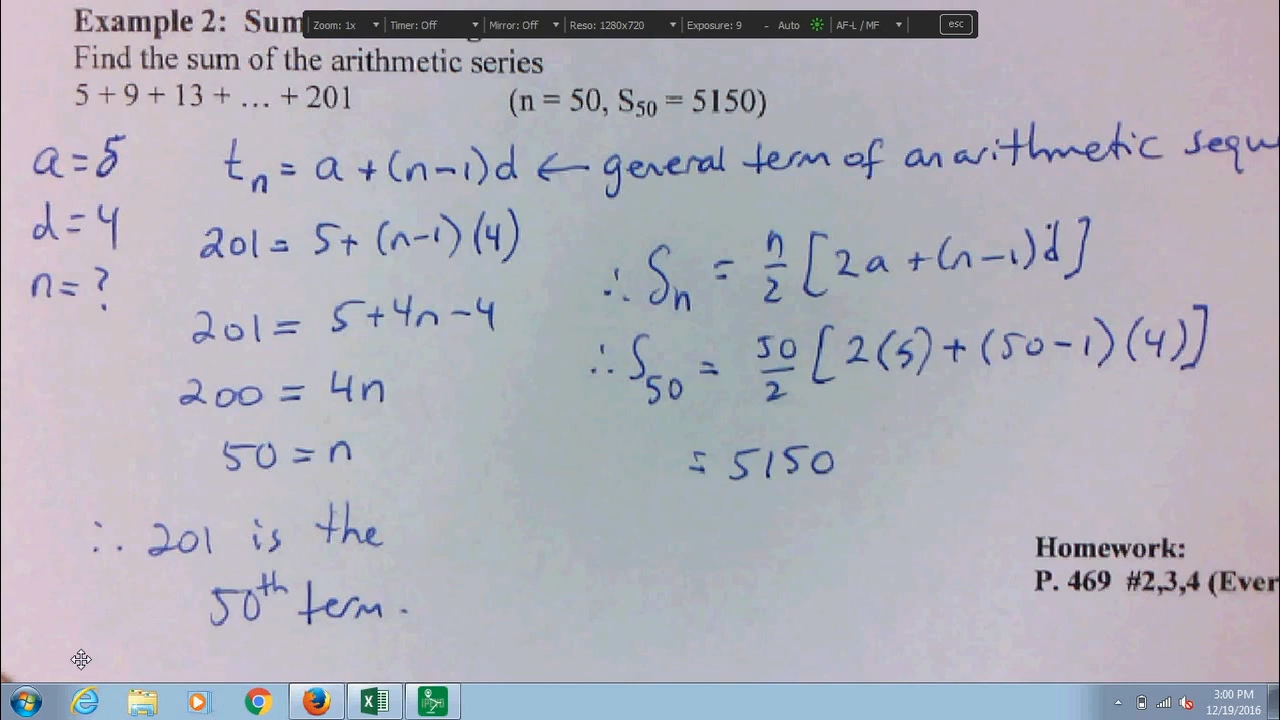 Zoom: 1x Timer: Off Mirror: Off Reso: 1280x720 Exposure: 9 - Auto AF-L / MF esc
Example 2: Sum
Find the sum of the arithmetic series
5 + 9 + 13 + … + 201 (n = 50, S₅₀ = 5150)
a = 5
d = 4
n = ?
tₙ = a + (n-1)d ← general term of an arithmetic sequ
201 = 5 + (n-1)(4)
201 = 5 + 4n - 4
200 = 4n
50 = n
∴ 201 is the
50th term.
∴ Sₙ = n/2 [2a + (n-1)d]
∴ S₅₀ = 50/2 [2(5) + (50-1)(4)]
= 5150
Homework:
P. 469 #2,3,4 (Ever
3:00 PM
12/19/2016